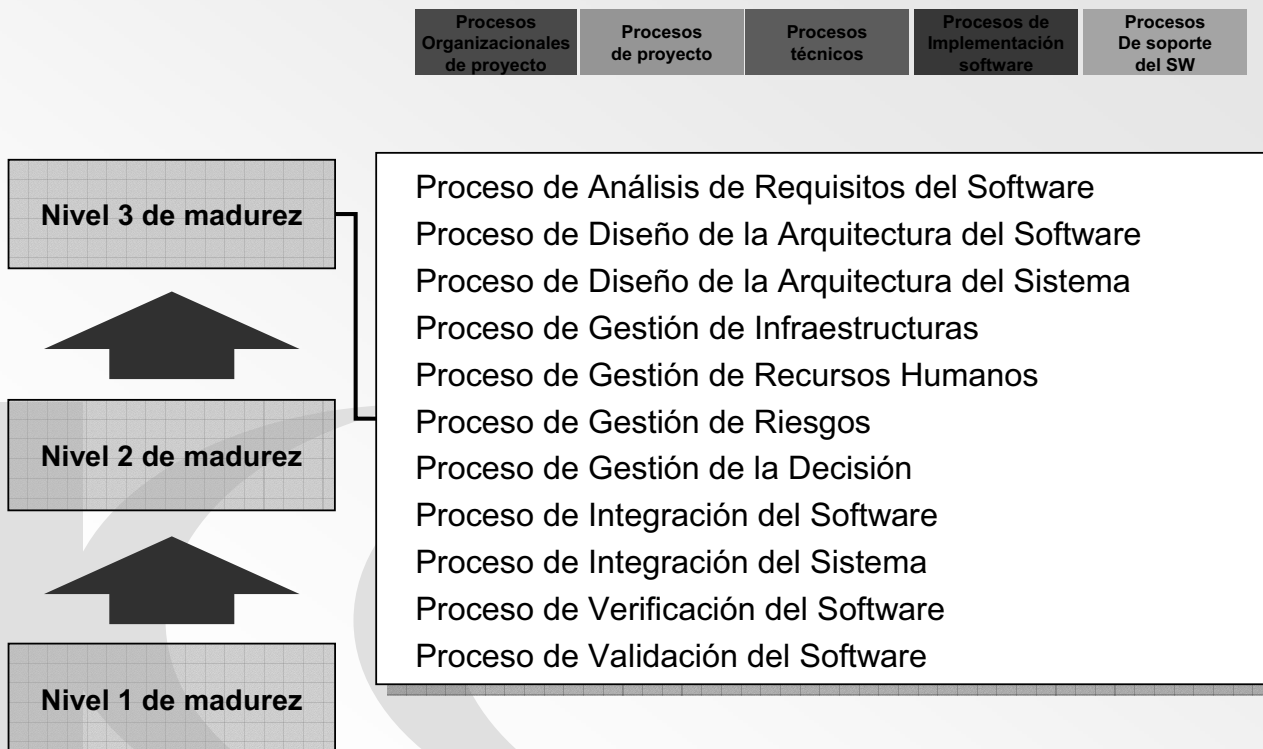 Procesos
Organizacionales
de proyecto
Procesos
de proyecto
Procesos
técnicos
Procesos de
Implementación
software
Procesos
De soporte
del SW
Nivel 3 de madurez
Nivel 2 de madurez
Nivel 1 de madurez
Proceso de Análisis de Requisitos del Software
Proceso de Diseño de la Arquitectura del Software
Proceso de Diseño de la Arquitectura del Sistema
Proceso de Gestión de Infraestructuras
Proceso de Gestión de Recursos Humanos
Proceso de Gestión de Riesgos
Proceso de Gestión de la Decisión
Proceso de Integración del Software
Proceso de Integración del Sistema
Proceso de Verificación del Software
Proceso de Validación del Software